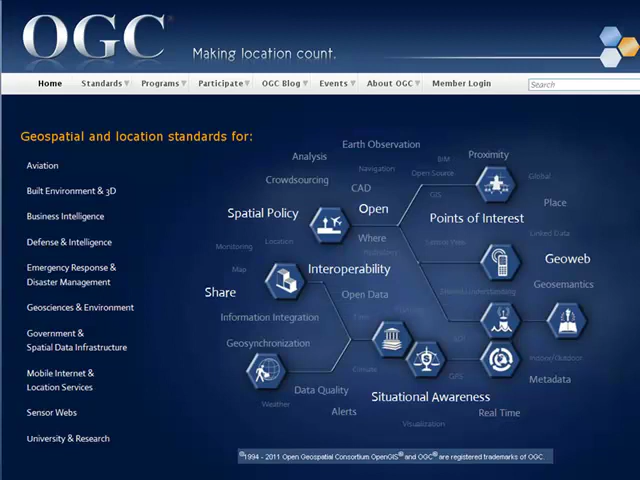 OGC®
Making location count.
Home Standards Programs Participate OGC Blog Events About OGC Member Login Search
Geospatial and location standards for:
Aviation
Built Environment & 3D
Business Intelligence
Defense & Intelligence
Emergency Response &
Disaster Management
Geosciences & Environment
Government &
Spatial Data Infrastructure
Mobile Internet &
Location Services
Sensor Webs
University & Research
Earth Observation
Analysis
BIM
Proximity
Navigation
Open Source
Global
Crowdsourcing
CAD
GIS
Place
Spatial Policy
Open
Points of Interest
Where
Linked Data
Monitoring
Location
Sensor Web
Map
Interoperability
Geoweb
Share
Open Data
Geosemantics
Information Integration
Geosynchronization
Indoor/Outdoor
Climate
GPS
Metadata
Data Quality
Situational Awareness
Weather
Alerts
Real Time
Visualization
©1994 - 2011 Open Geospatial Consortium OpenGIS® and OGC® are registered trademarks of OGC.